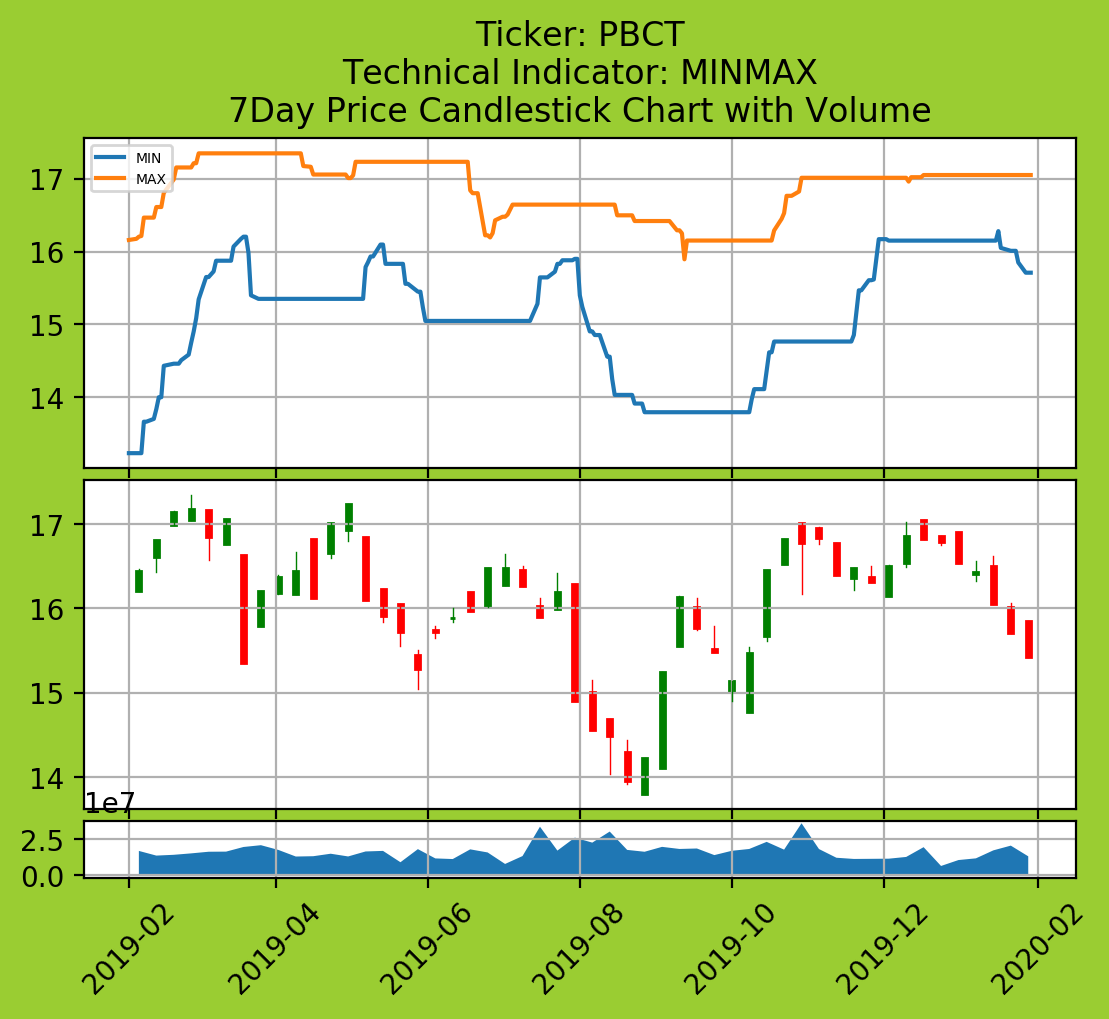 Ticker: PBCT
Technical Indicator: MINMAX
7Day Price Candlestick Chart with Volume
MIN
MAX
17
16
15
14
17
16
15
14
1e7
2.5
0.0
2019-02
2019-04
2019-06
2019-08
2019-10
2019-12
2020-02